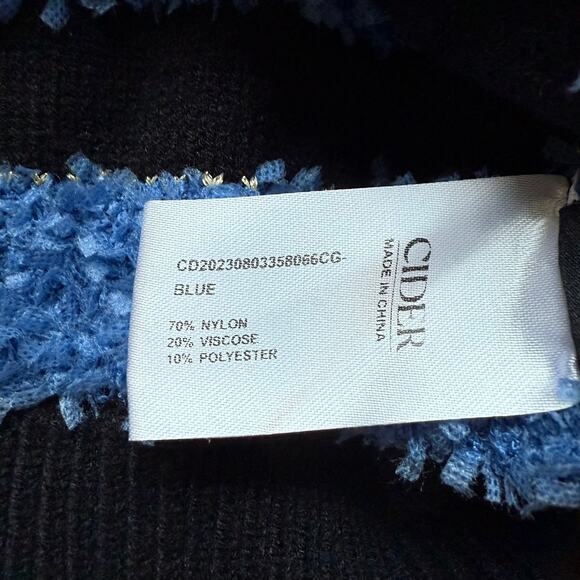 CD20230803358066CG-
BLUE
70% NYLON
20% VISCOSE
10% POLYESTER
CIDER
MADE IN CHINA